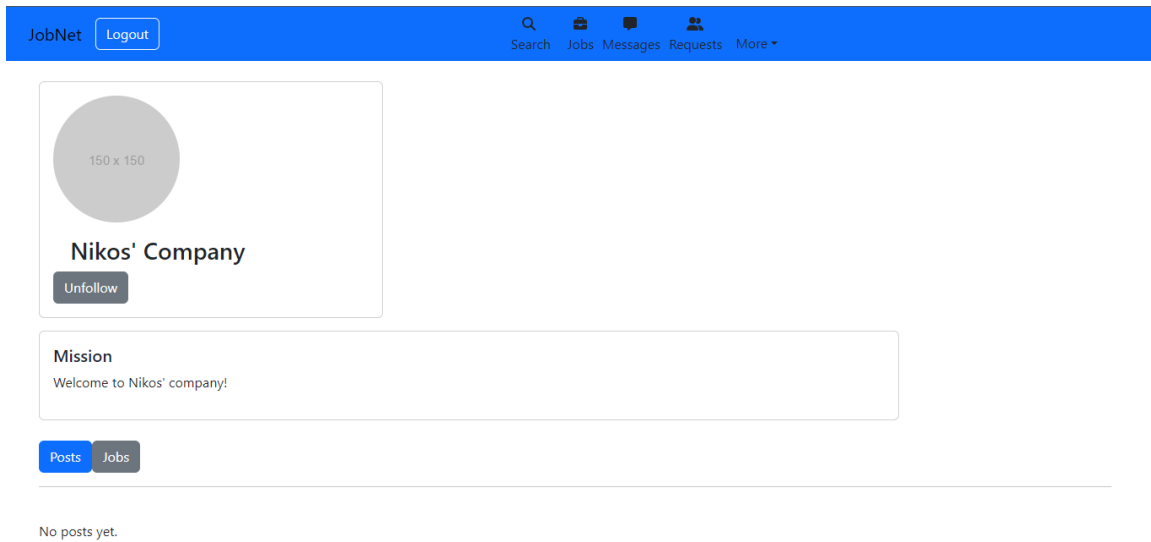 JobNet Logout Search Jobs Messages Requests More
150 x 150
Nikos' Company
Unfollow
Mission
Welcome to Nikos' company!
Posts Jobs
No posts yet.